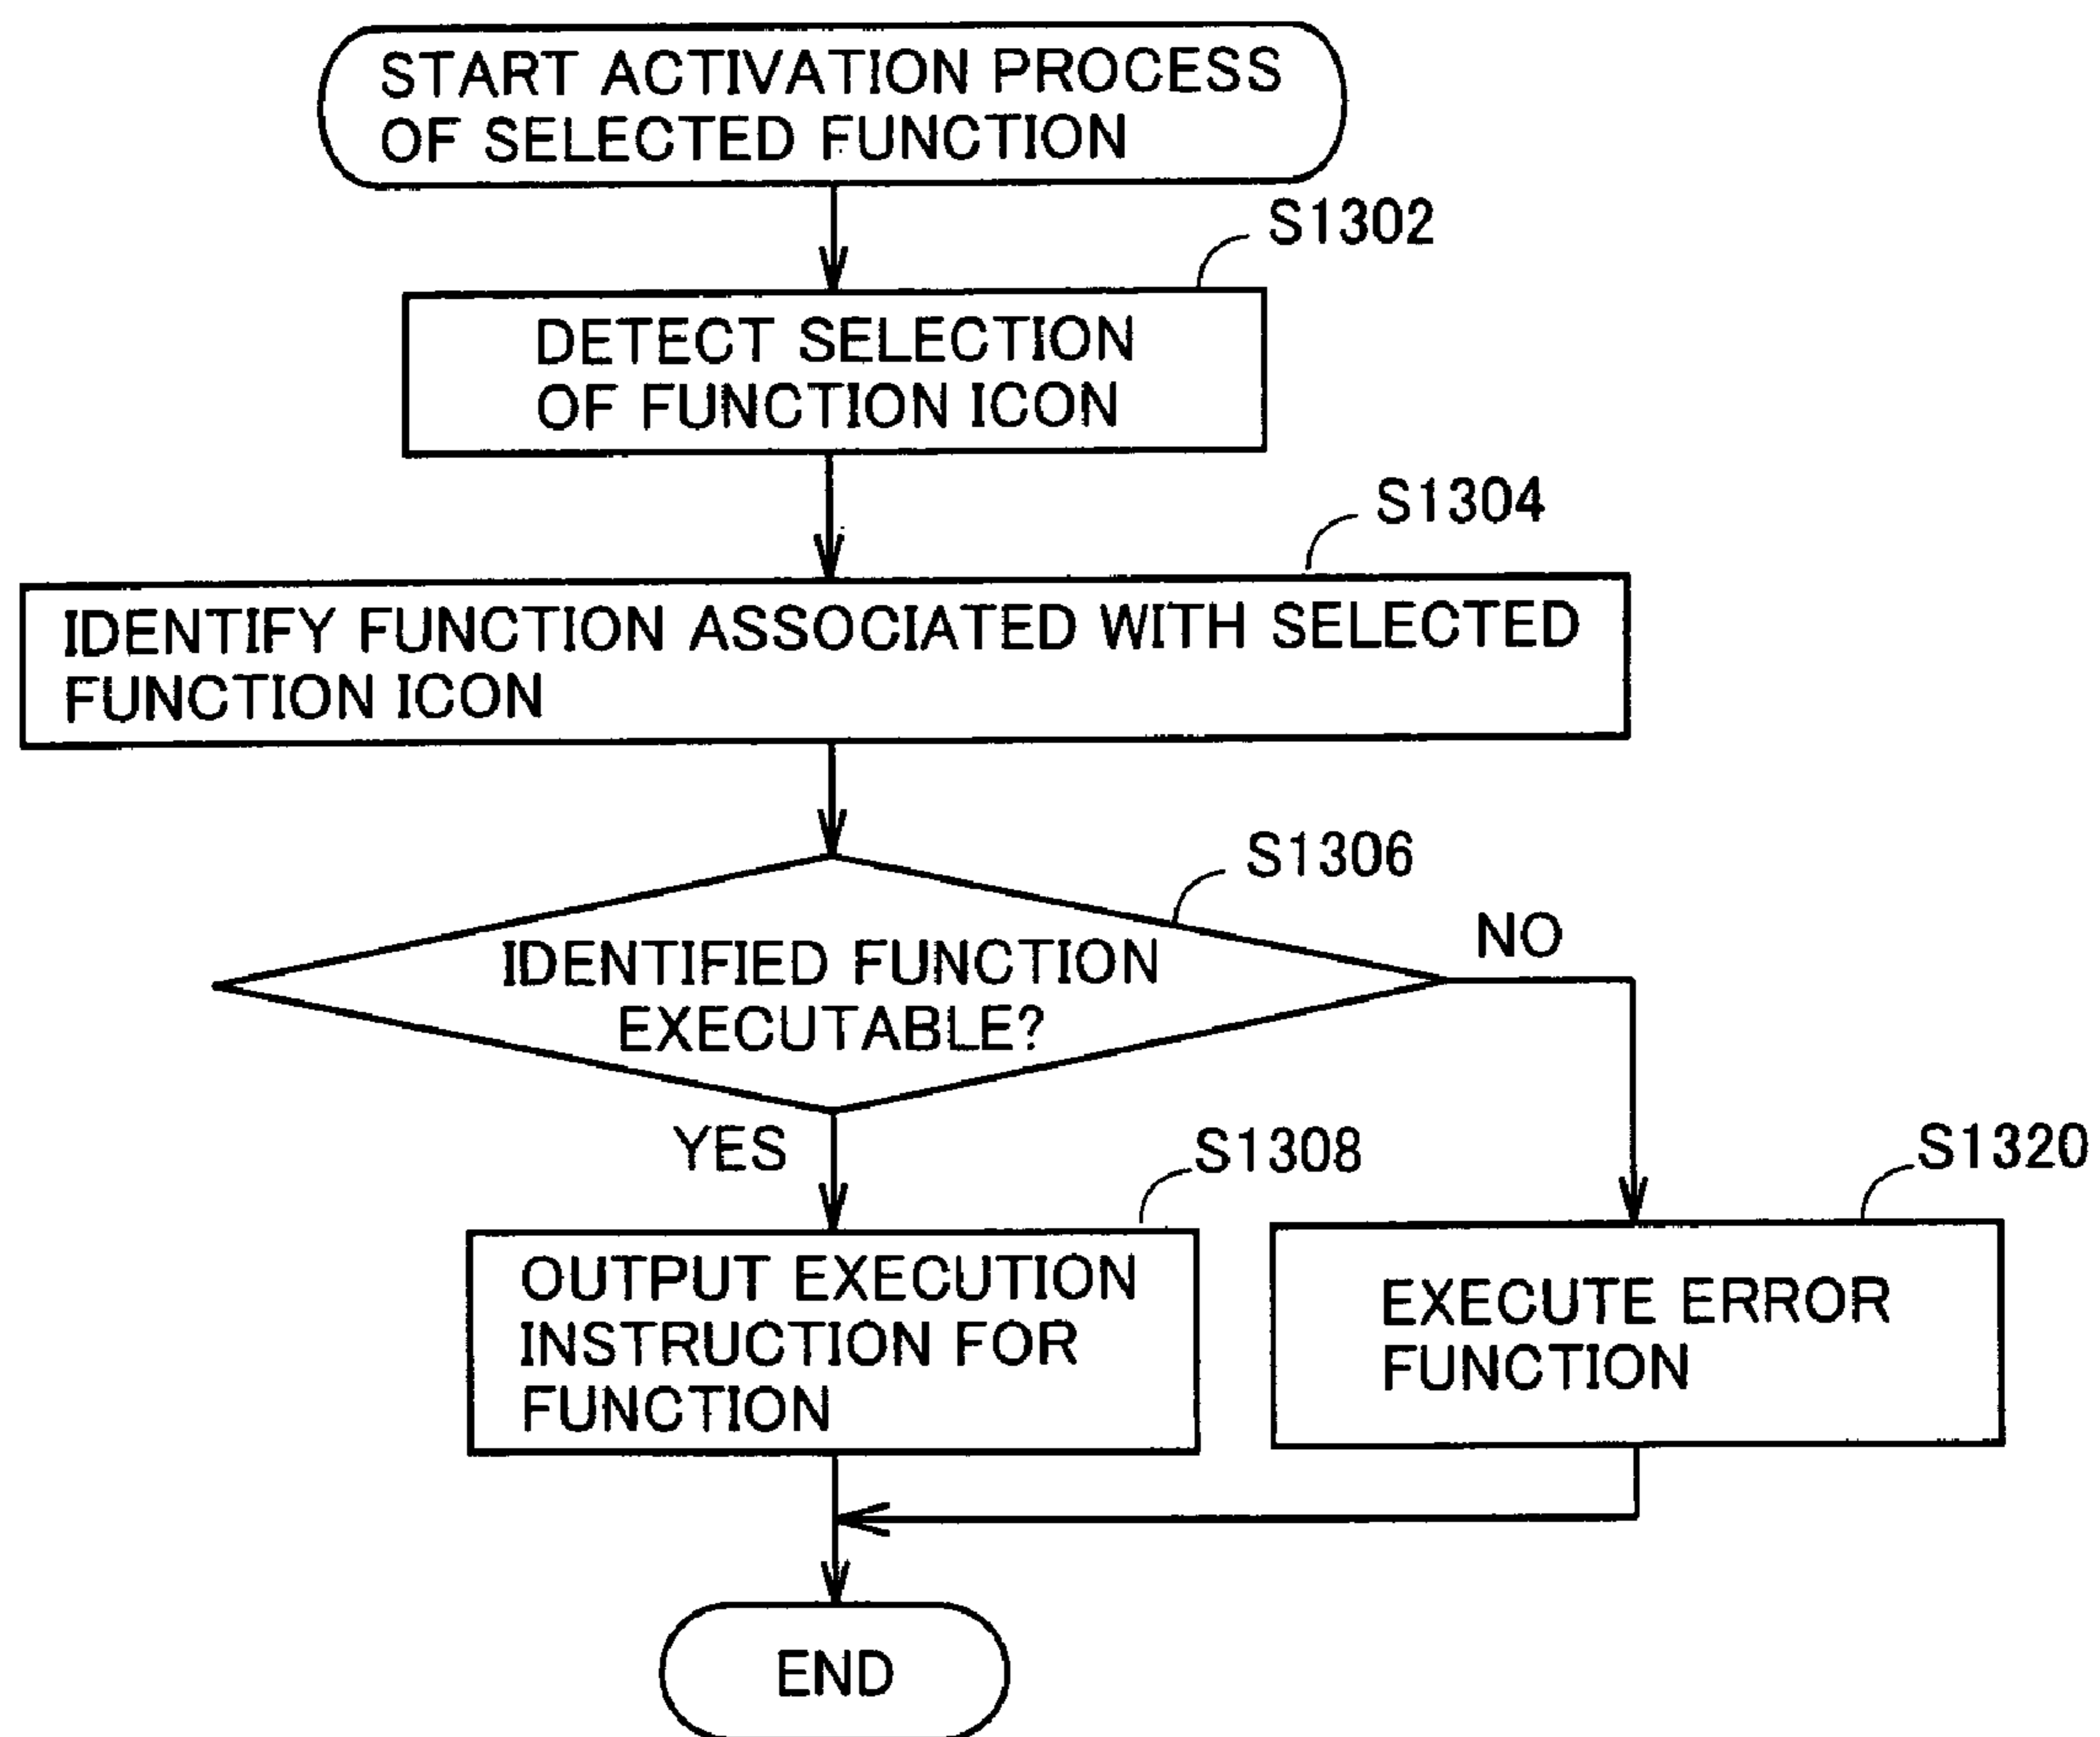 START ACTIVATION PROCESS
OF SELECTED FUNCTION
S1302
DETECT SELECTION
OF FUNCTION ICON
S1304
IDENTIFY FUNCTION ASSOCIATED WITH SELECTED
FUNCTION ICON
S1306
IDENTIFIED FUNCTION
EXECUTABLE?
NO
YES
S1308
OUTPUT EXECUTION
INSTRUCTION FOR
FUNCTION
S1320
EXECUTE ERROR
FUNCTION
END